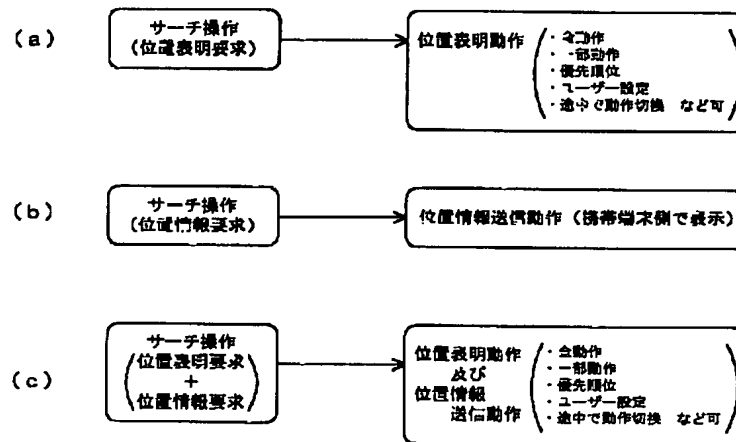 (a)
サーチ操作
(位置表明要求)
位置表明動作
・全動作
・一部動作
・優先順位
・ユーザー設定
・途中で動作切換 など可
(b)
サーチ操作
(位置情報要求)
位置情報送信動作(携帯端末側で表示)
(c)
サーチ操作
位置表明要求
+
位置情報要求
位置表明動作
及び
位置情報
送信動作
・全動作
・一部動作
・優先順位
・ユーザー設定
・途中で動作切換 など可